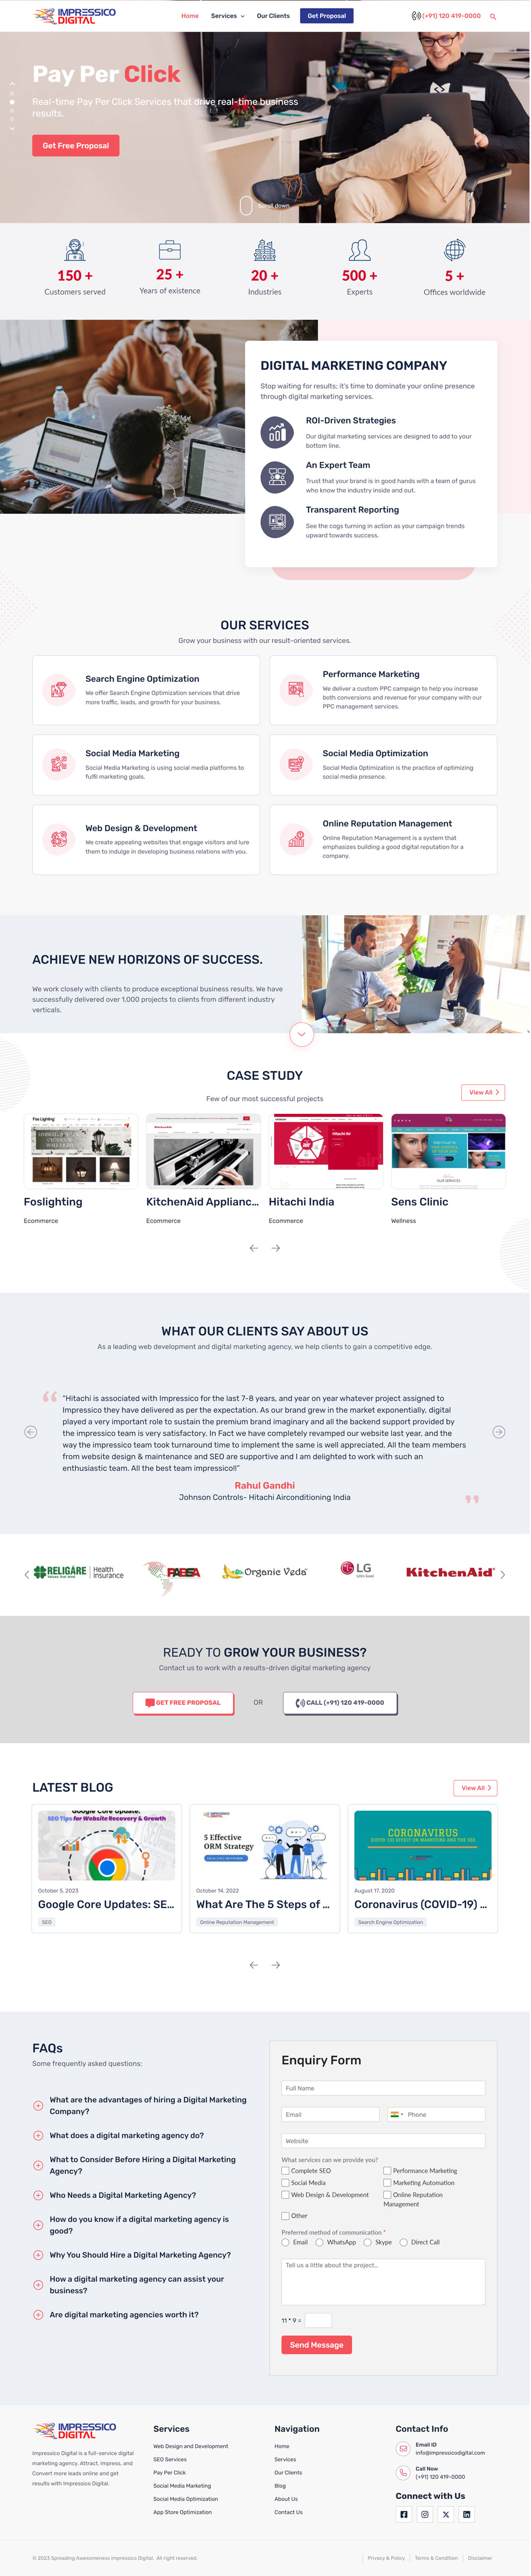 IMPRESSICO
DIGITAL
Home
Services
Our Clients
Get Proposal
(+91) 120 419-0000
Pay Per Click
Real-time Pay Per Click Services that drive real-time business
results.
Get Free Proposal
Scroll down
150 +
Customers served
25 +
Years of existence
20 +
Industries
500 +
Experts
5 +
Offices worldwide
DIGITAL MARKETING COMPANY
Stop waiting for results; it's time to dominate your online presence
through digital marketing services.
ROI-Driven Strategies
Our digital marketing services are designed to add to your
bottom line.
An Expert Team
Trust that your brand is in good hands with a team of gurus
who know the industry inside and out.
Transparent Reporting
See the cogs turning in action as your campaign trends
upward towards success.
OUR SERVICES
Grow your business with our result-oriented services.
Search Engine Optimization
We offer Search Engine Optimization services that drive
more traffic, leads, and growth for your business.
Performance Marketing
We deliver a custom PPC campaign to help you increase
both conversions and revenue for your company with our
PPC management services.
Social Media Marketing
Social Media Marketing is using social media platforms to
fulfil marketing goals.
Social Media Optimization
Social Media Optimization is the practice of optimizing
social media presence.
Web Design & Development
We create appealing websites that engage visitors and lure
them to indulge in developing business relations with you.
Online Reputation Management
Online Reputation Management is a system that
emphasizes building a good digital reputation for a
company.
ACHIEVE NEW HORIZONS OF SUCCESS.
We work closely with clients to produce exceptional business results. We have
successfully delivered over 1,000 projects to clients from different industry
verticals.
CASE STUDY
Few of our most successful projects
View All
Foslighting
Ecommerce
KitchenAid Applianc...
Ecommerce
Hitachi India
Ecommerce
Sens Clinic
Wellness
WHAT OUR CLIENTS SAY ABOUT US
As a leading web development and digital marketing agency, we help clients to gain a competitive edge.
"Hitachi is associated with Impressico for the last 7-8 years, and year on year whatever project assigned to
Impressico they have delivered as per the expectation. As our brand grew in the market exponentially, digital
played a very important role to sustain the premium brand imaginary and all the backend support provided by
the impressico team is very satisfactory. In Fact we have completely revamped our website last year, and the
way the impressico team took turnaround time to implement the same is well appreciated. All the team members
from website design & maintenance and SEO are supportive and I am delighted to work with such an
enthusiastic team. All the best team impressico!!"
Rahul Gandhi
Johnson Controls- Hitachi Airconditioning India
RELIGARE
Health
Insurance
PAEBSA
Organic Veda
LG
Life's Good
KitchenAid
READY TO GROW YOUR BUSINESS?
Contact us to work with a results-driven digital marketing agency
GET FREE PROPOSAL
OR
CALL (+91) 120 419-0000
LATEST BLOG
View All
Google Core Update:
SEO Tips for Website Recovery & Growth
October 5, 2023
Google Core Updates: SE...
SEO
5 Effective
ORM Strategy
October 14, 2022
What Are The 5 Steps of ...
Online Reputation Management
CORONAVIRUS
(COVID-19) EFFECT ON MARKETING AND THE SEO
August 17, 2020
Coronavirus (COVID-19) ...
Search Engine Optimization
FAQs
Some frequently asked questions:
What are the advantages of hiring a Digital Marketing
Company?
What does a digital marketing agency do?
What to Consider Before Hiring a Digital Marketing
Agency?
Who Needs a Digital Marketing Agency?
How do you know if a digital marketing agency is
good?
Why You Should Hire a Digital Marketing Agency?
How a digital marketing agency can assist your
business?
Are digital marketing agencies worth it?
Enquiry Form
Full Name
Email
Phone
Website
What services can we provide you?
Complete SEO
Performance Marketing
Social Media
Marketing Automation
Web Design & Development
Online Reputation
Management
Other
Preferred method of communication *
Email
WhatsApp
Skype
Direct Call
Tell us a little about the project...
11 * 9 =
Send Message
IMPRESSICO
DIGITAL
Impressico Digital is a full-service digital
marketing agency. Attract, Impress, and
Convert more leads online and get
results with Impressico Digital.
Services
Web Design and Development
SEO Services
Pay Per Click
Social Media Marketing
Social Media Optimization
App Store Optimization
Navigation
Home
Services
Our Clients
Blog
About Us
Contact Us
Contact Info
Email ID
info@impressicodigital.com
Call Now
(+91) 120 419-0000
Connect with Us
© 2023 Spreading Awesomeness Impressico Digital. All right reserved.
Privacy & Policy
Terms & Condition
Disclaimer